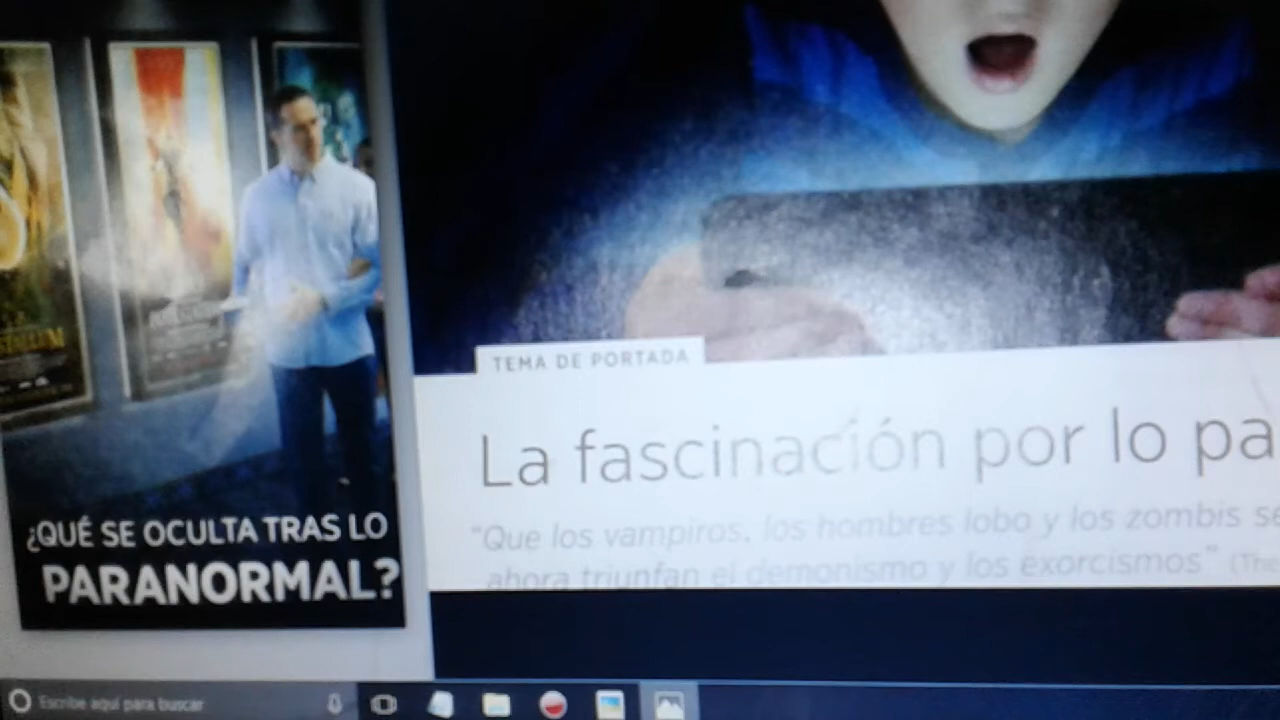 ¿QUÉ SE OCULTA TRAS LO
PARANORMAL?
TEMA DE PORTADA
La fascinación por lo pa
"Que los vampiros, los hombres lobo y los zombis se
ahora triunfan el demonismo y los exorcismos" (The
Escribe aquí para buscar